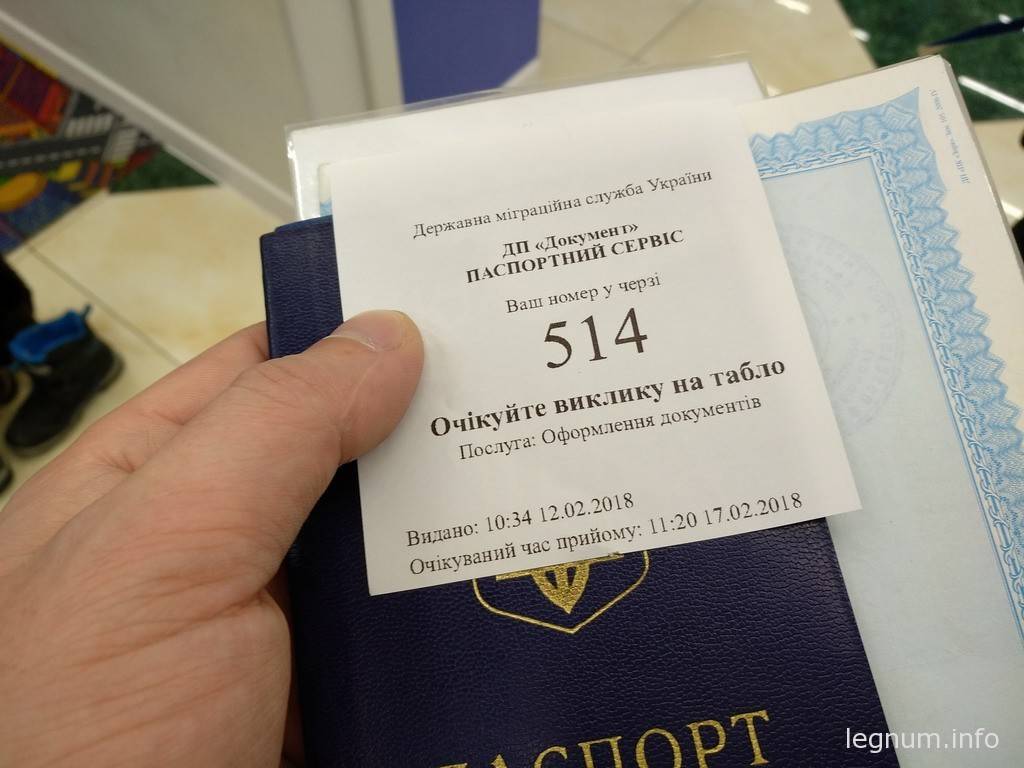 Державна міграційна служба України
ДП «Документ»
ПАСПОРТНИЙ СЕРВІС
Ваш номер у черзі
514
Очікуйте виклику на табло
Послуга: Оформлення документів
Видано: 10:34 12.02.2018
Очікуваний час прийому: 11:20 17.02.2018
ПАСПОРТ
legnum.info